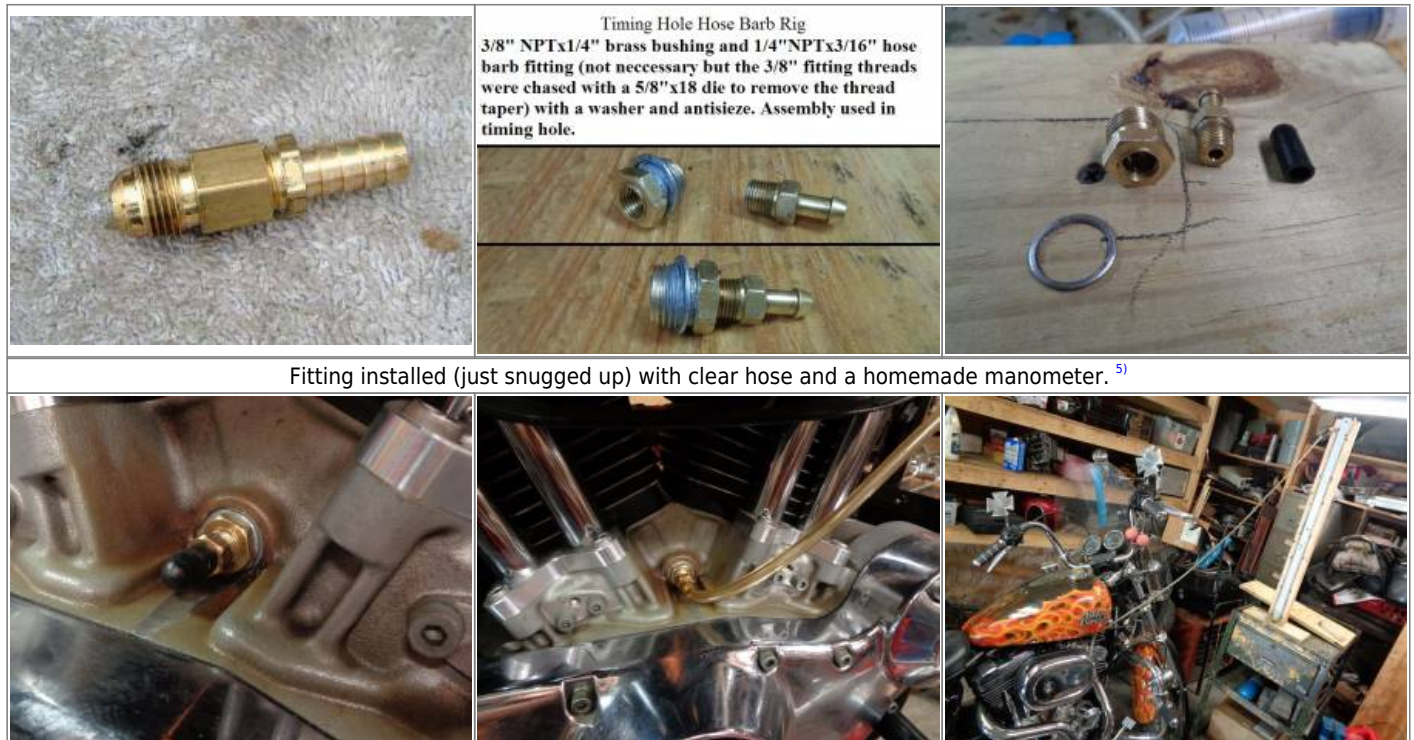 Timing Hole Hose Barb Rig
3/8" NPTx1/4" brass bushing and 1/4"NPTx3/16" hose
barb fitting (not neccessary but the 3/8" fitting threads
were chased with a 5/8"x18 die to remove the thread
taper) with a washer and antisieze. Assembly used in
timing hole.
Fitting installed (just snugged up) with clear hose and a homemade manometer. 5)